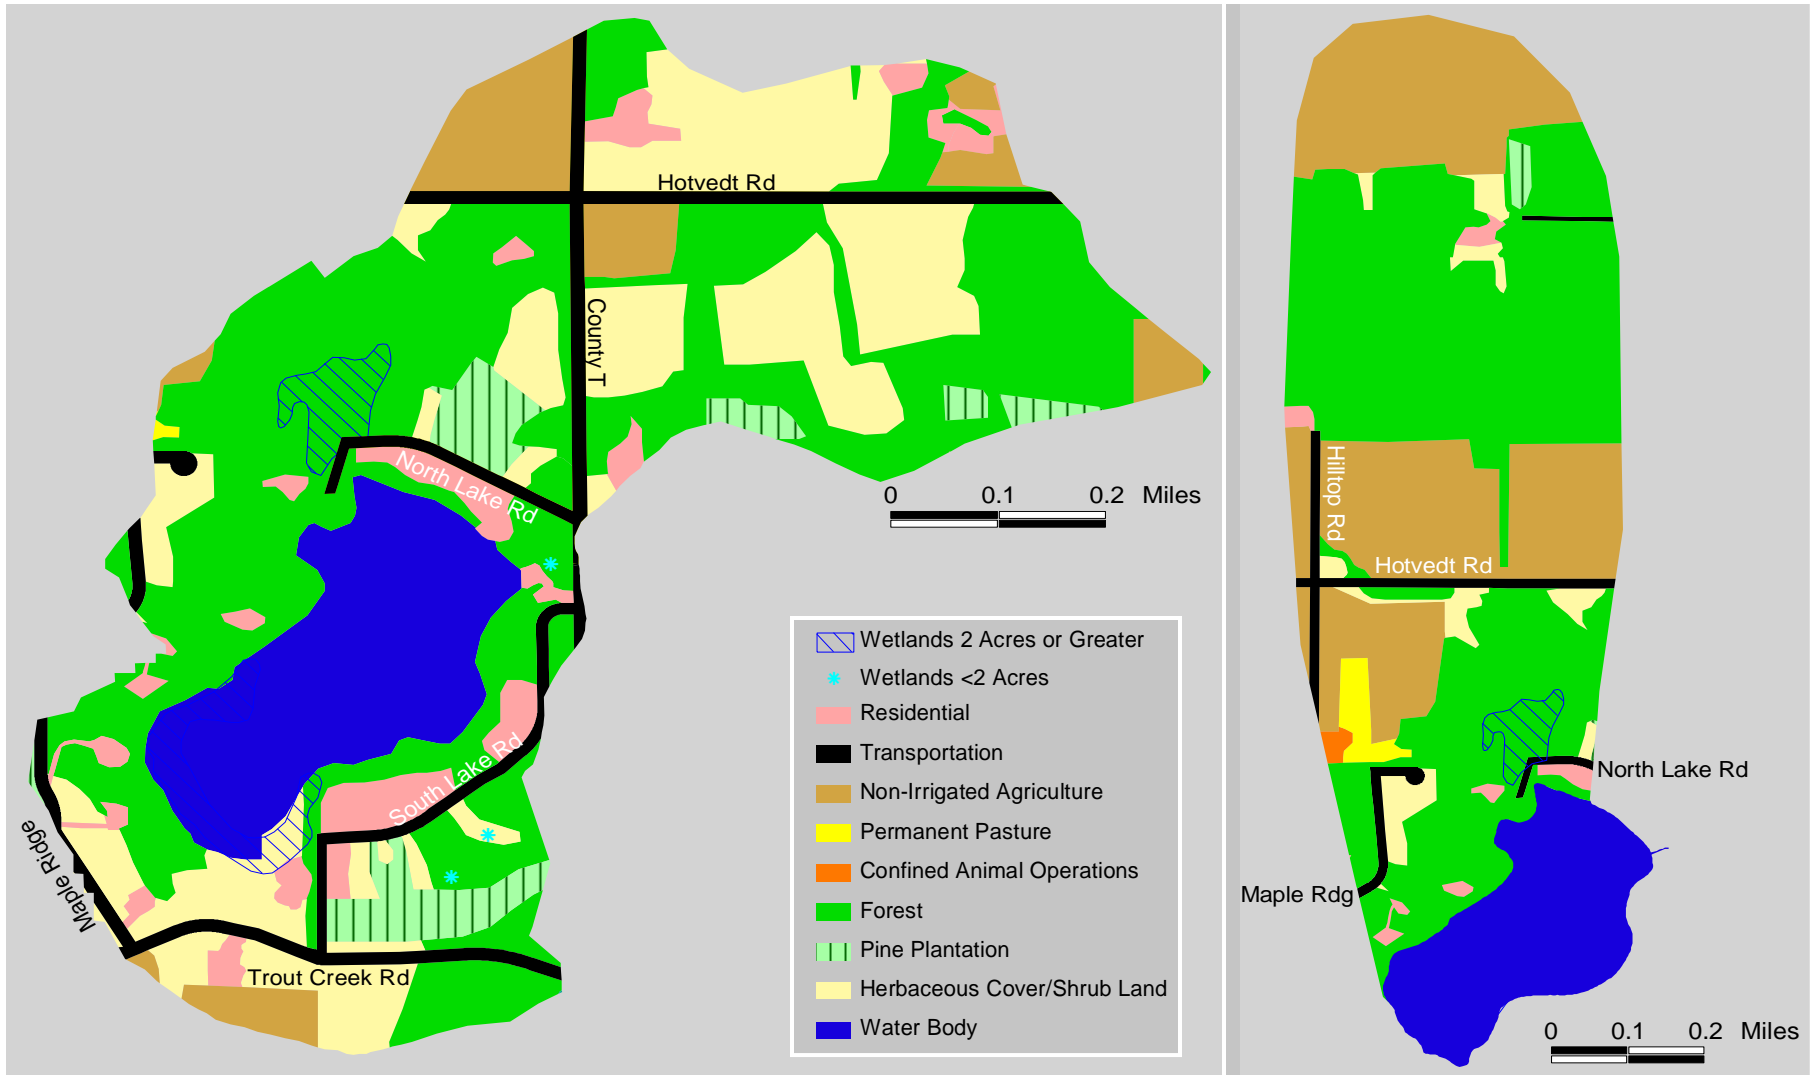 Hotvedt Rd
County T
North Lake Rd
0 0.1 0.2 Miles
South Lake Rd
Maple Ridge
Trout Creek Rd
Wetlands 2 Acres or Greater
Wetlands <2 Acres
Residential
Transportation
Non-Irrigated Agriculture
Permanent Pasture
Confined Animal Operations
Forest
Pine Plantation
Herbaceous Cover/Shrub Land
Water Body
Hilltop Rd
Hotvedt Rd
North Lake Rd
Maple Rdg
0 0.1 0.2 Miles